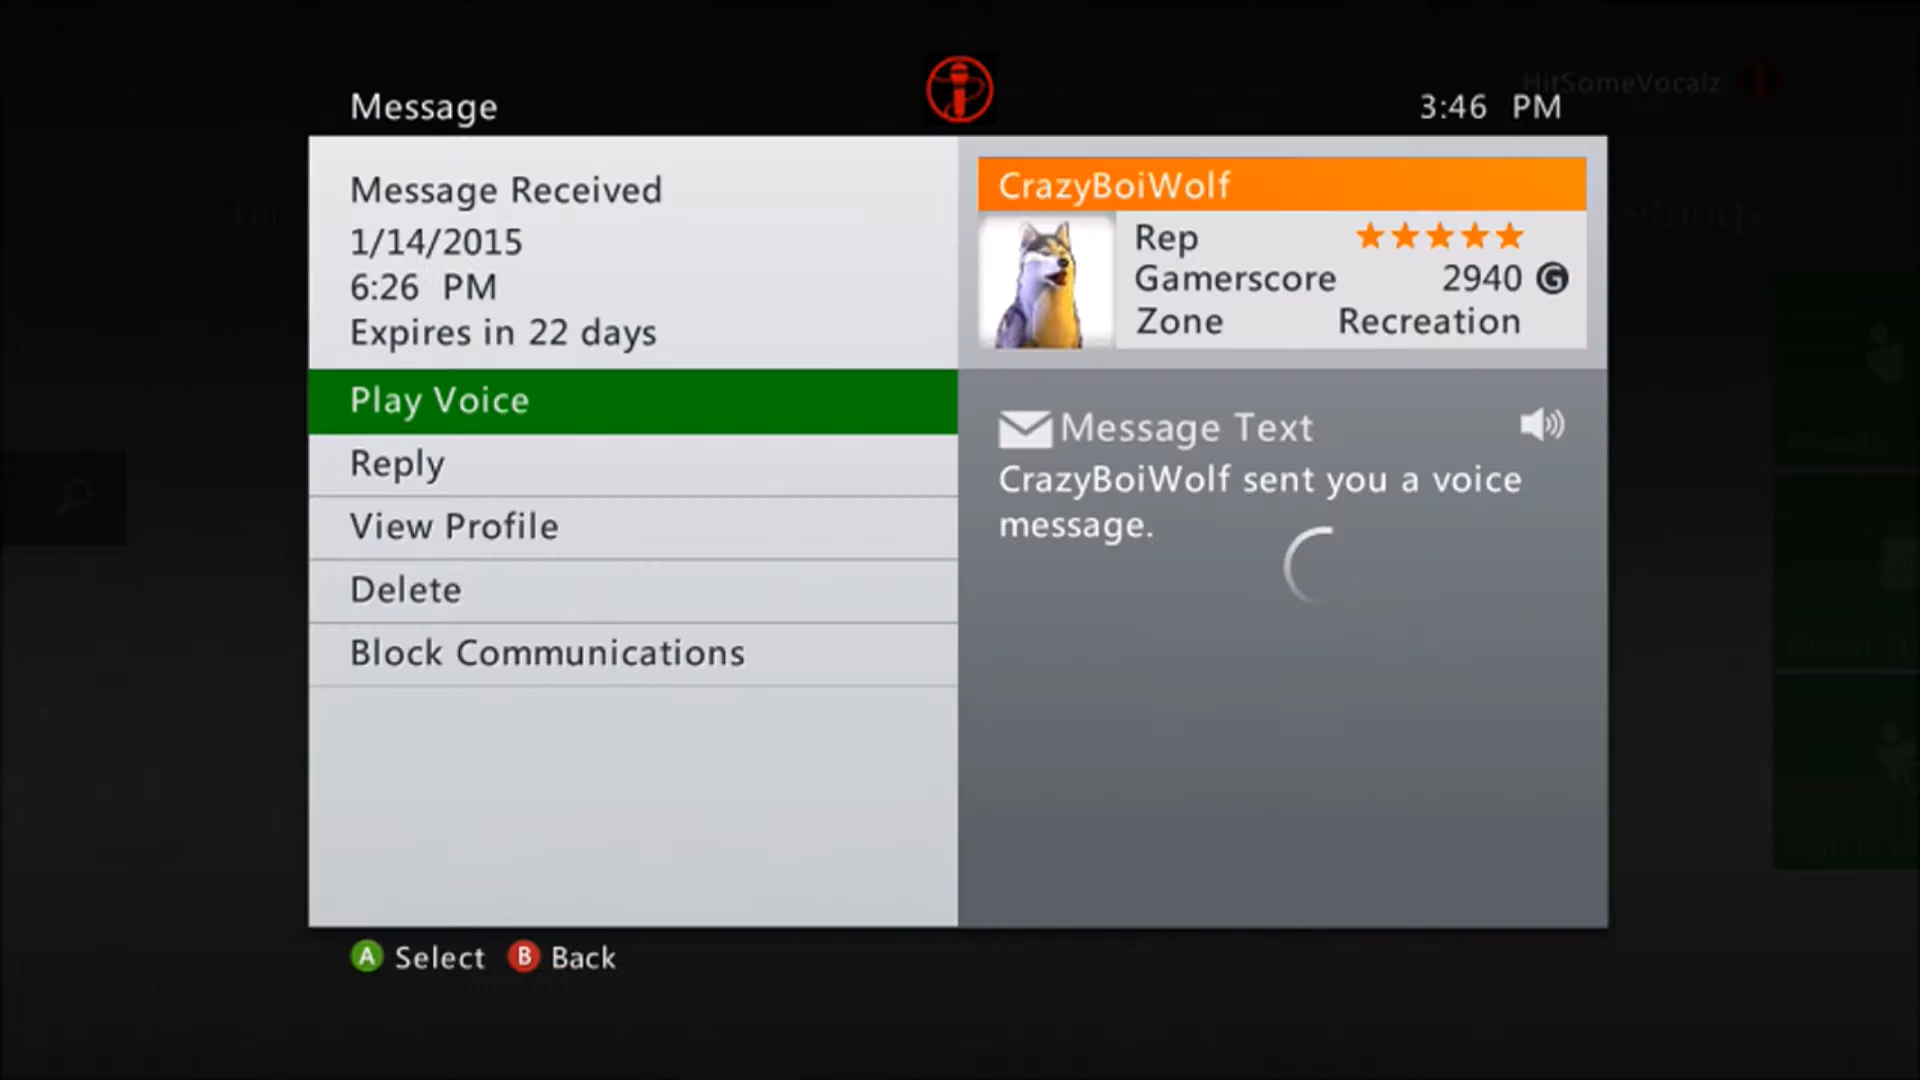 HitSomeVocalz
Message
3:46 PM
Message Received
1/14/2015
6:26 PM
Expires in 22 days
Play Voice
Reply
View Profile
Delete
Block Communications
CrazyBoiWolf
Rep
Gamerscore 2940 G
Zone Recreation
Message Text
CrazyBoiWolf sent you a voice
message.
A Select B Back